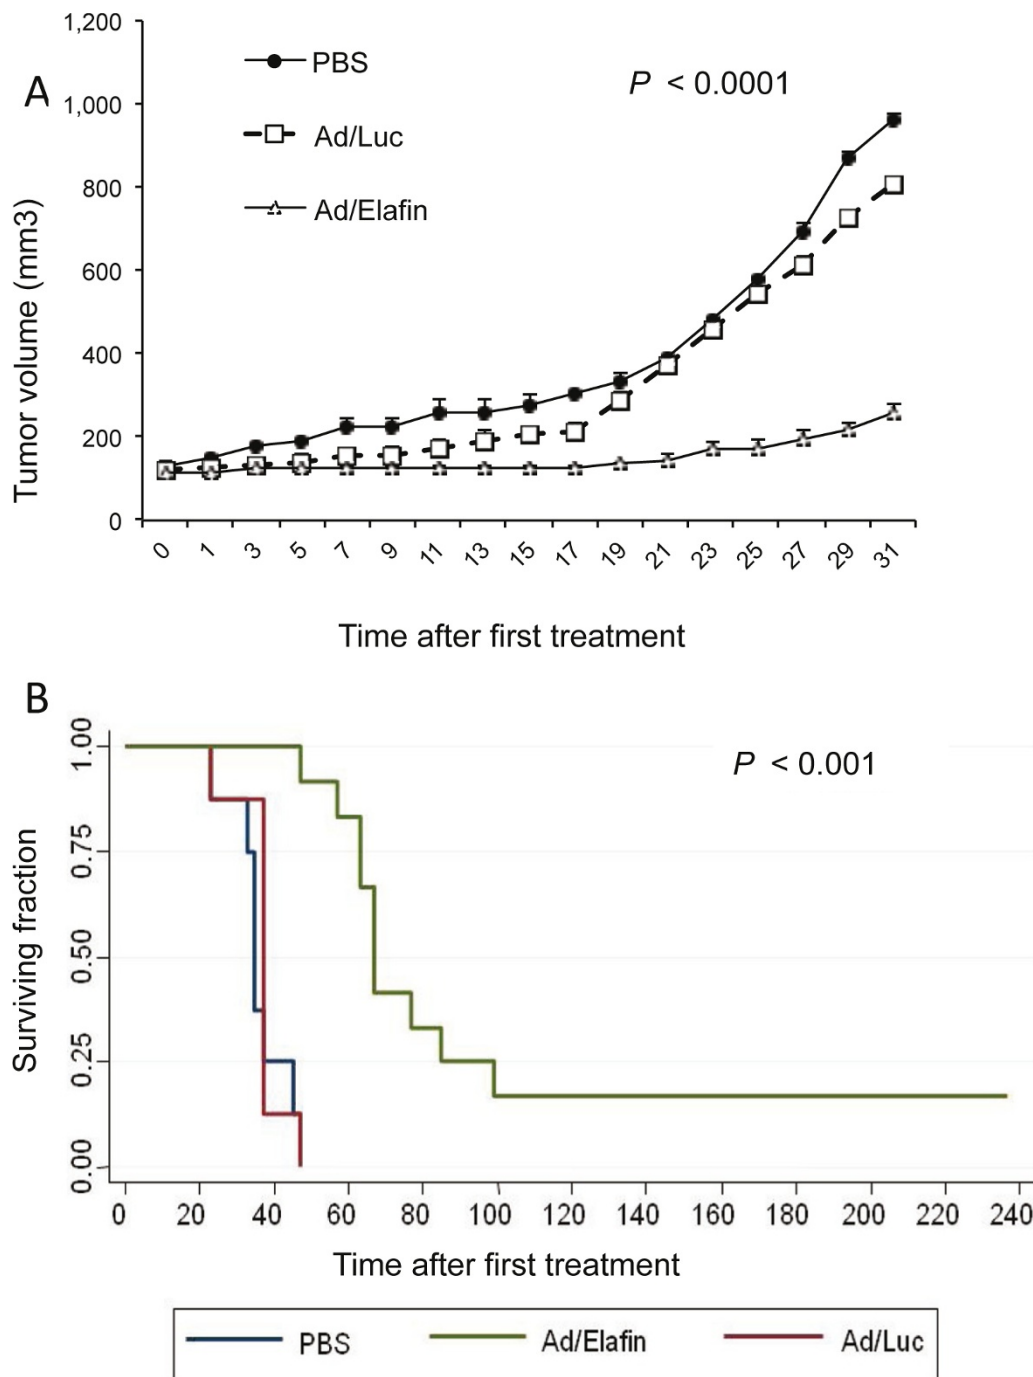 A
1,200
1,000
800
600
400
200
0
Tumor volume (mm3)
PBS
Ad/Luc
Ad/Elafin
P < 0.0001
0 1 3 5 7 9 11 13 15 17 19 21 23 25 27 29 31
Time after first treatment
B
1.00
0.75
0.50
0.25
0.00
Surviving fraction
P < 0.001
0 20 40 60 80 100 120 140 160 180 200 220 240
Time after first treatment
PBS Ad/Elafin Ad/Luc